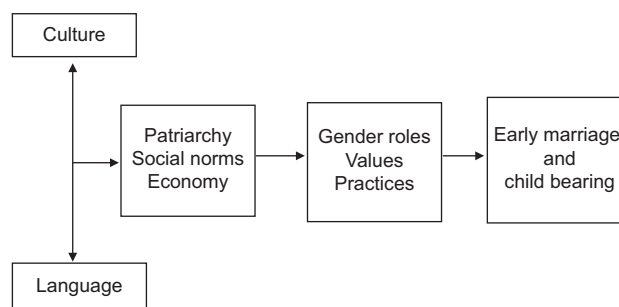 Culture
Patriarchy
Social norms
Economy
Gender roles
Values
Practices
Early marriage
and
child bearing
Language